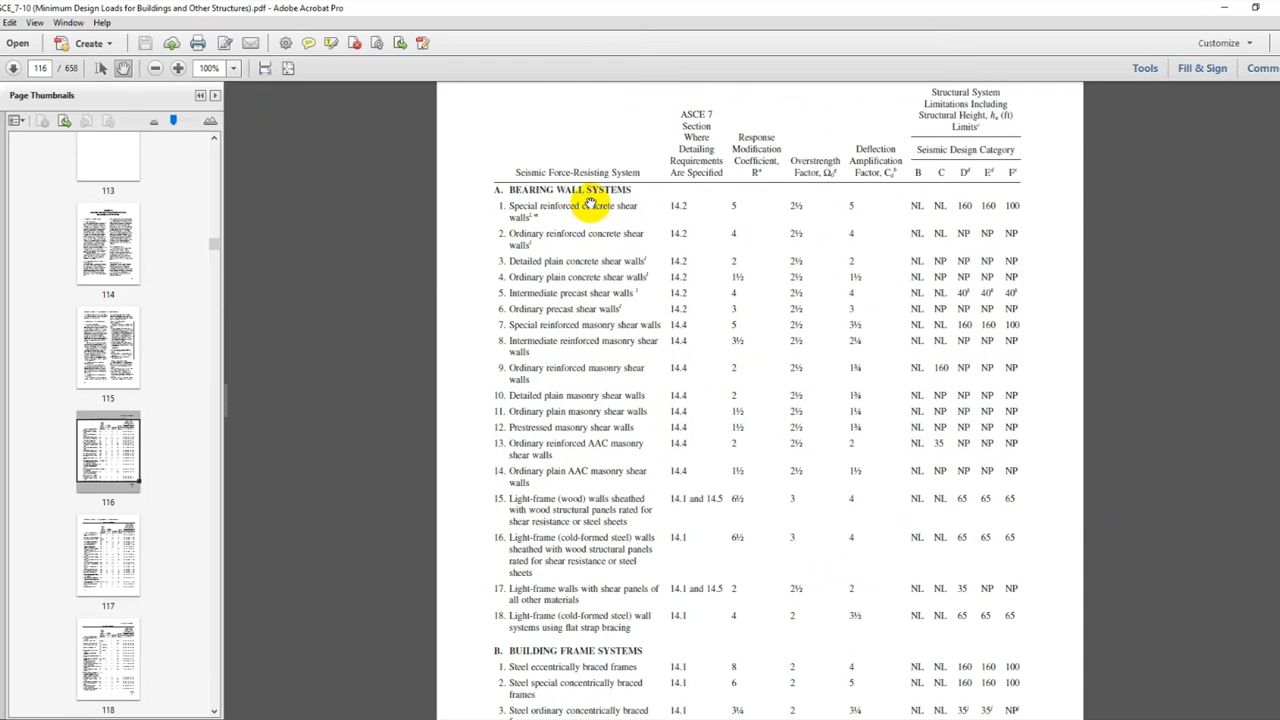 SCE_7-10 (Minimum Design Loads for Buildings and Other Structures).pdf - Adobe Acrobat Pro
Edit View Window Help
Open Create Customize
116 / 658 100% Tools Fill & Sign Comm
Page Thumbnails
113
114
115
116
117
118
Structural System
Limitations Including
Structural Height, hn (ft)
Limits^c
ASCE 7
Section
Where
Detailing
Requirements
Are Specified
Response
Modification
Coefficient,
R^a
Overstrength
Factor, Ω0^g
Deflection
Amplification
Factor, Cd^b
Seismic Design Category
Seismic Force-Resisting System B C D^d E^d F^e
A. BEARING WALL SYSTEMS
1. Special reinforced concrete shear 14.2 5 2½ 5 NL NL 160 160 100
walls^l, m
2. Ordinary reinforced concrete shear 14.2 4 2½ 4 NL NL NP NP NP
walls^l
3. Detailed plain concrete shear walls^l 14.2 2 2½ 2 NL NP NP NP NP
4. Ordinary plain concrete shear walls^l 14.2 1½ 2½ 1½ NL NP NP NP NP
5. Intermediate precast shear walls^l 14.2 4 2½ 4 NL NL 40^k 40^k 40^k
6. Ordinary precast shear walls^l 14.2 3 2½ 3 NL NP NP NP NP
7. Special reinforced masonry shear walls 14.4 5 2½ 3½ NL NL 160 160 100
8. Intermediate reinforced masonry shear 14.4 3½ 2½ 2¼ NL NL NP NP NP
walls
9. Ordinary reinforced masonry shear 14.4 2 2½ 1¾ NL 160 NP NP NP
walls
10. Detailed plain masonry shear walls 14.4 2 2½ 1¾ NL NP NP NP NP
11. Ordinary plain masonry shear walls 14.4 1½ 2½ 1¼ NL NP NP NP NP
12. Prestressed masonry shear walls 14.4 1½ 2½ 1¾ NL NP NP NP NP
13. Ordinary reinforced AAC masonry 14.4 2 2½ 2 NL 35 NP NP NP
shear walls
14. Ordinary plain AAC masonry shear 14.4 1½ 2½ 1½ NL NP NP NP NP
walls
15. Light-frame (wood) walls sheathed 14.1 and 14.5 6½ 3 4 NL NL 65 65 65
with wood structural panels rated for
shear resistance or steel sheets
16. Light-frame (cold-formed steel) walls 14.1 6½ 3 4 NL NL 65 65 65
sheathed with wood structural panels
rated for shear resistance or steel
sheets
17. Light-frame walls with shear panels of 14.1 and 14.5 2 2½ 2 NL NL 35 NP NP
all other materials
18. Light-frame (cold-formed steel) wall 14.1 4 2 3½ NL NL 65 65 65
systems using flat strap bracing
B. BUILDING FRAME SYSTEMS
1. Steel eccentrically braced frames 14.1 8 2 4 NL NL 160 160 100
2. Steel special concentrically braced 14.1 6 2 5 NL NL 160 160 100
frames
3. Steel ordinary concentrically braced 14.1 3¼ 2 3¼ NL NL 35^j 35^j NP^j